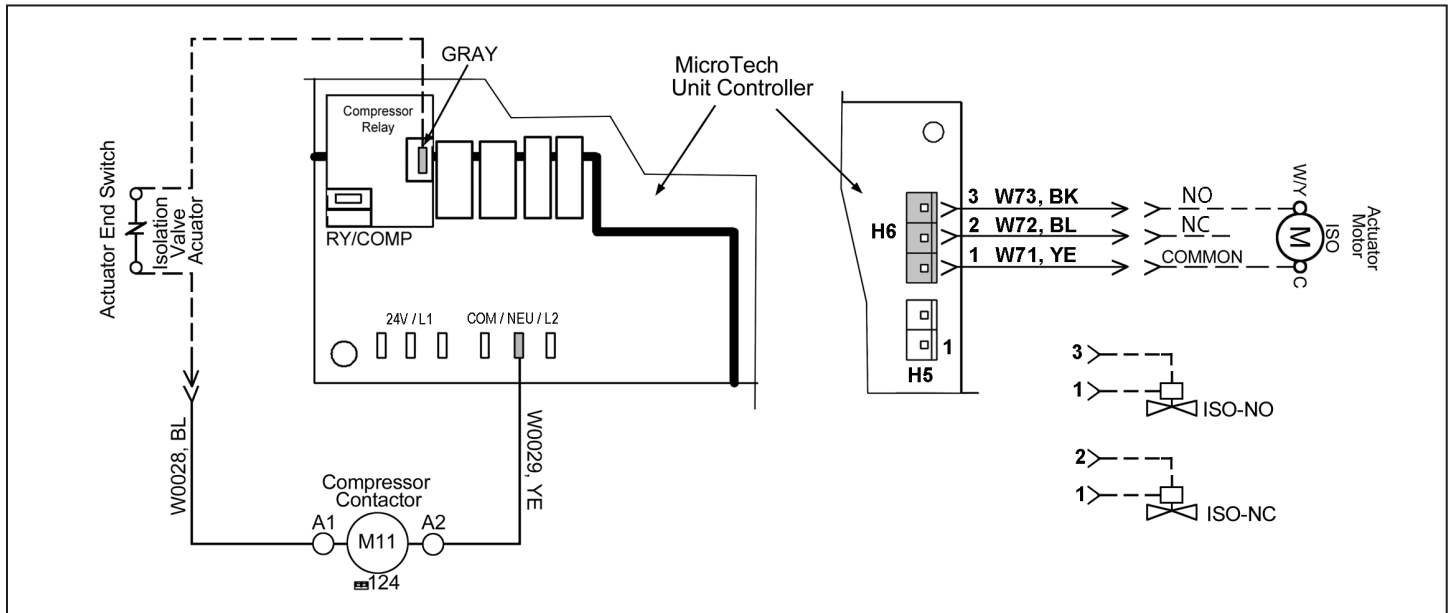 GRAY
MicroTech
Unit Controller
Compressor
Relay
RY/COMP
Actuator End Switch
Isolation
Valve
Acuator
24V / L1
COM / NEU / L2
W0028, BL
W0029, YE
Compressor
Contactor
A1
M11
A2
124
H6
3 W73, BK
NO
2 W72, BL
NC
1 W71, YE
COMMON
W/Y
M
ISO
C
Actuator
Motor
1
H5
3
1
ISO-NO
2
1
ISO-NC